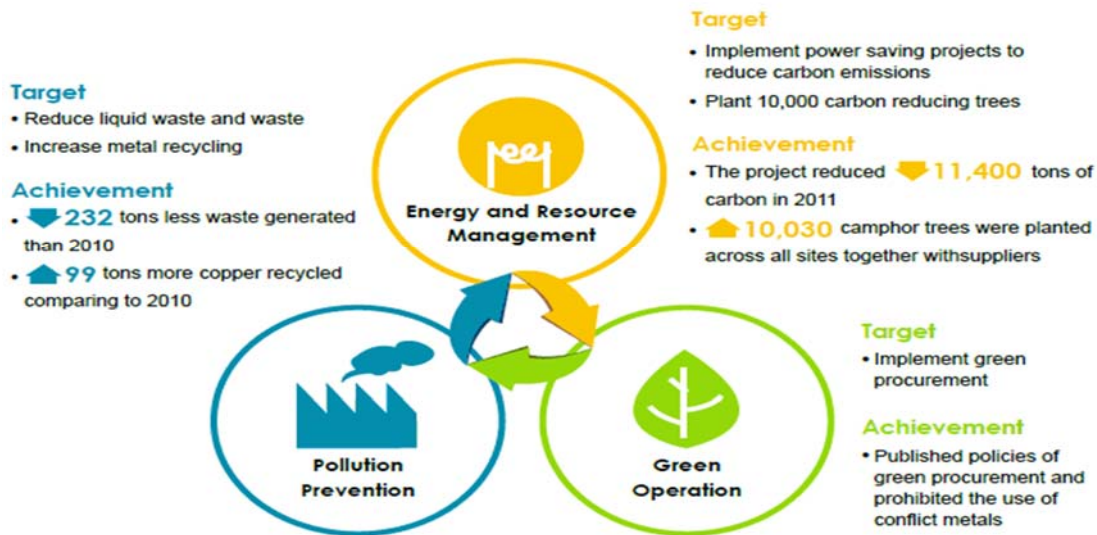 Target
• Reduce liquid waste and waste
• Increase metal recycling
Achievement
• 232 tons less waste generated
than 2010
• 99 tons more copper recycled
comparing to 2010
Energy and Resource
Management
Target
• Implement power saving projects to
reduce carbon emissions
• Plant 10,000 carbon reducing trees
Achievement
• The project reduced 11,400 tons of
carbon in 2011
• 10,030 camphor trees were planted
across all sites together withsuppliers
Pollution
Prevention
Green
Operation
Target
• Implement green
procurement
Achievement
• Published policies of
green procurement and
prohibited the use of
conflict metals